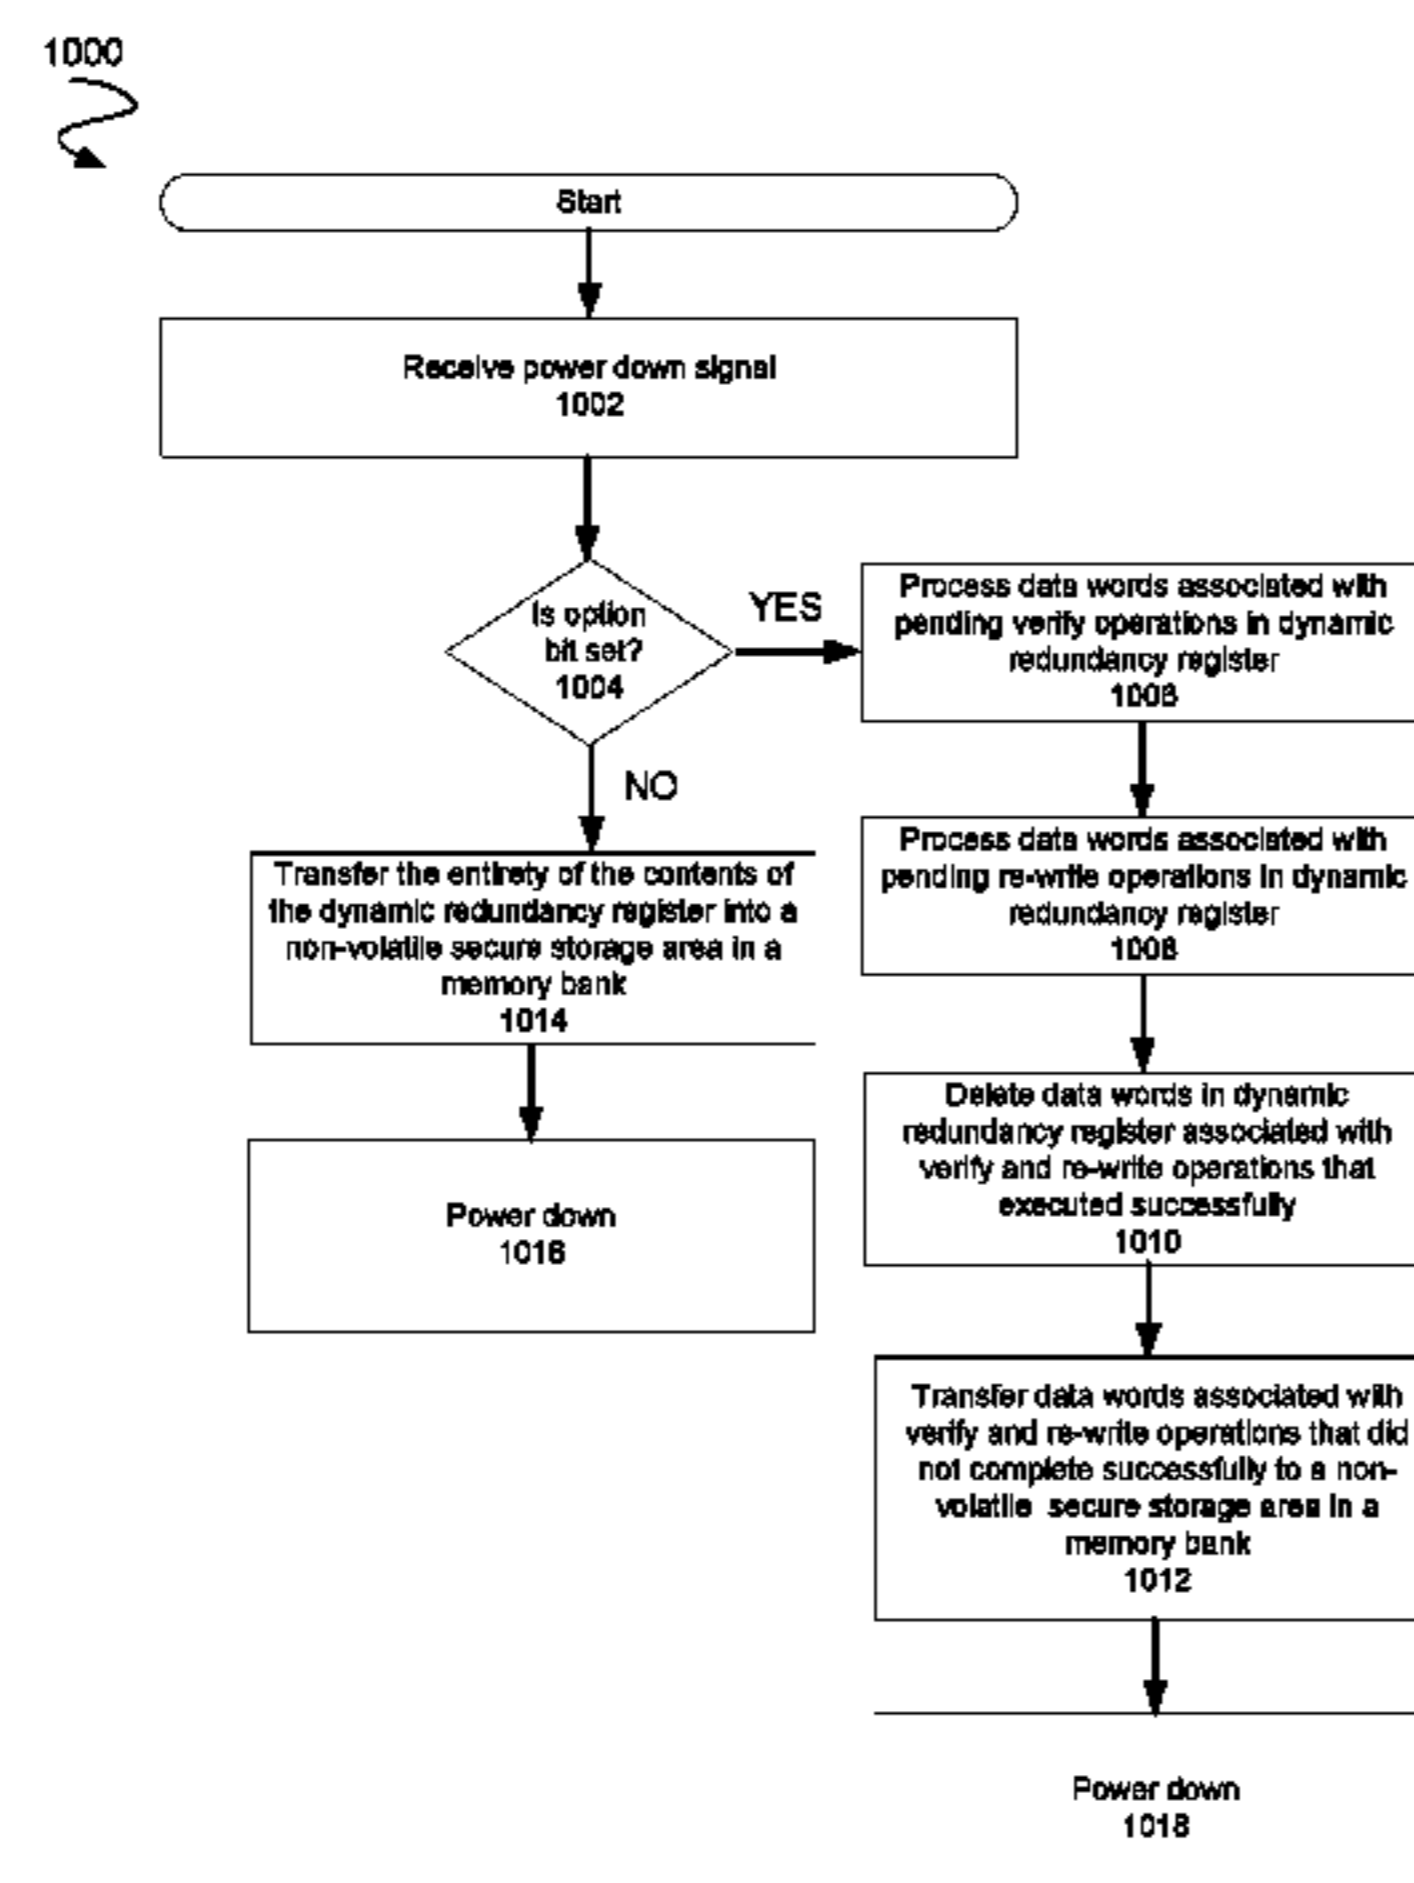 1000
Start
Receive power down signal
1002
Is option
bit set?
1004
YES
NO
Process data words associated with
pending verify operations in dynamic
redundancy register
1006
Process data words associated with
pending re-write operations in dynamic
redundancy register
1008
Delete data words in dynamic
redundancy register associated with
verify and re-write operations that
executed successfully
1010
Transfer data words associated with
verify and re-write operations that did
not complete successfully to a non-
volatile secure storage area in a
memory bank
1012
Power down
1018
Transfer the entirety of the contents of
the dynamic redundancy register into a
non-volatile secure storage area in a
memory bank
1014
Power down
1016